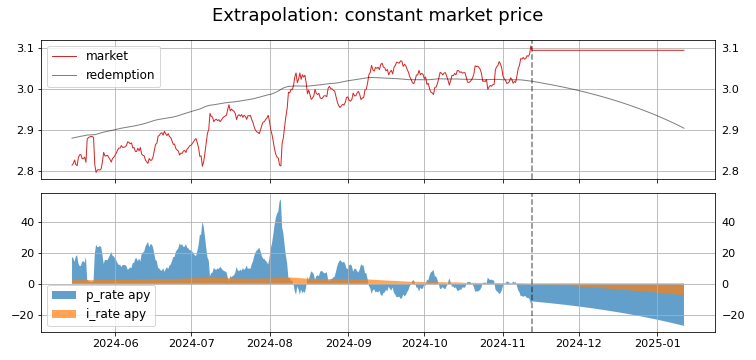 Extrapolation: constant market price
3.1 3.1
market
redemption
3.0 3.0
2.9 2.9
2.8 2.8
40 40
20 20
0 0
p_rate apy
i_rate apy
−20 −20
2024-06 2024-07 2024-08 2024-09 2024-10 2024-11 2024-12 2025-01